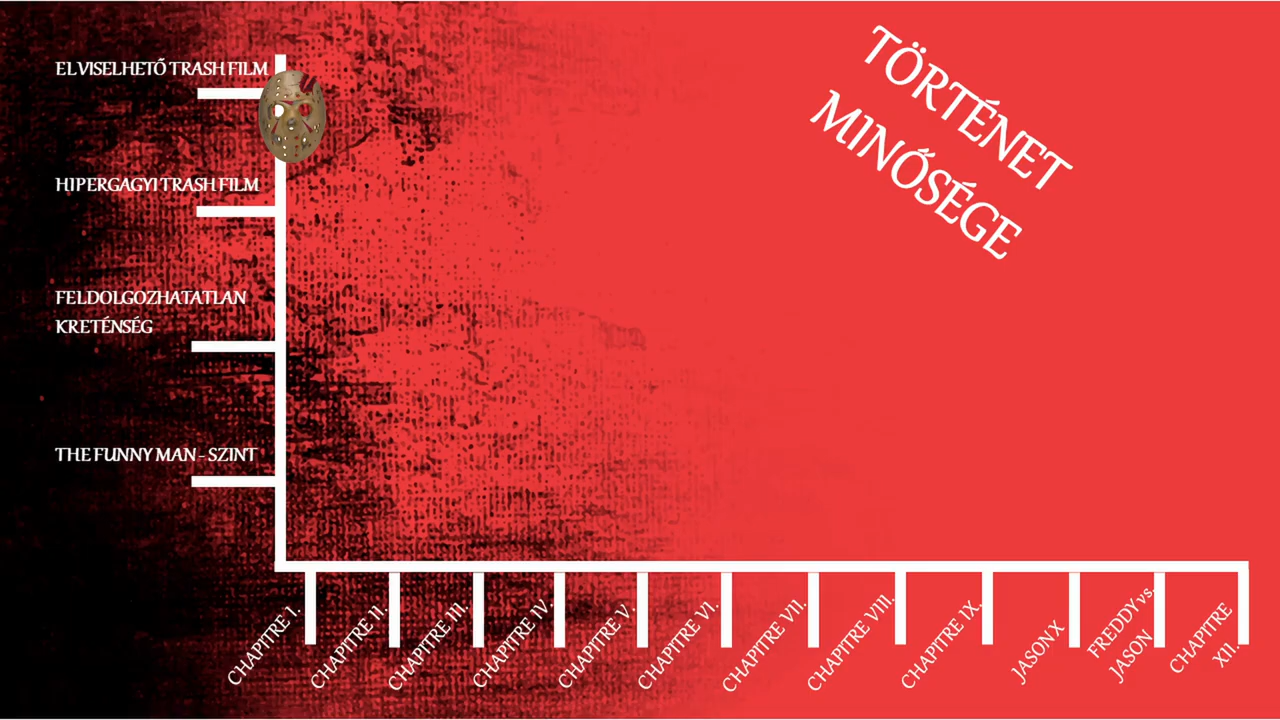 TÖRTÉNET
MINŐSÉGE
ELVISELHETŐ TRASH FILM
HIPERGAGYI TRASH FILM
FELDOLGOZHATATLAN
KRETÉNSÉG
THE FUNNY MAN - SZINT
CHAPITRE I.
CHAPITRE II.
CHAPITRE III.
CHAPITRE IV.
CHAPITRE V.
CHAPITRE VI.
CHAPITRE VII.
CHAPITRE VIII.
CHAPITRE IX.
JASON X
FREDDY vs.
JASON
CHAPITRE
XII.